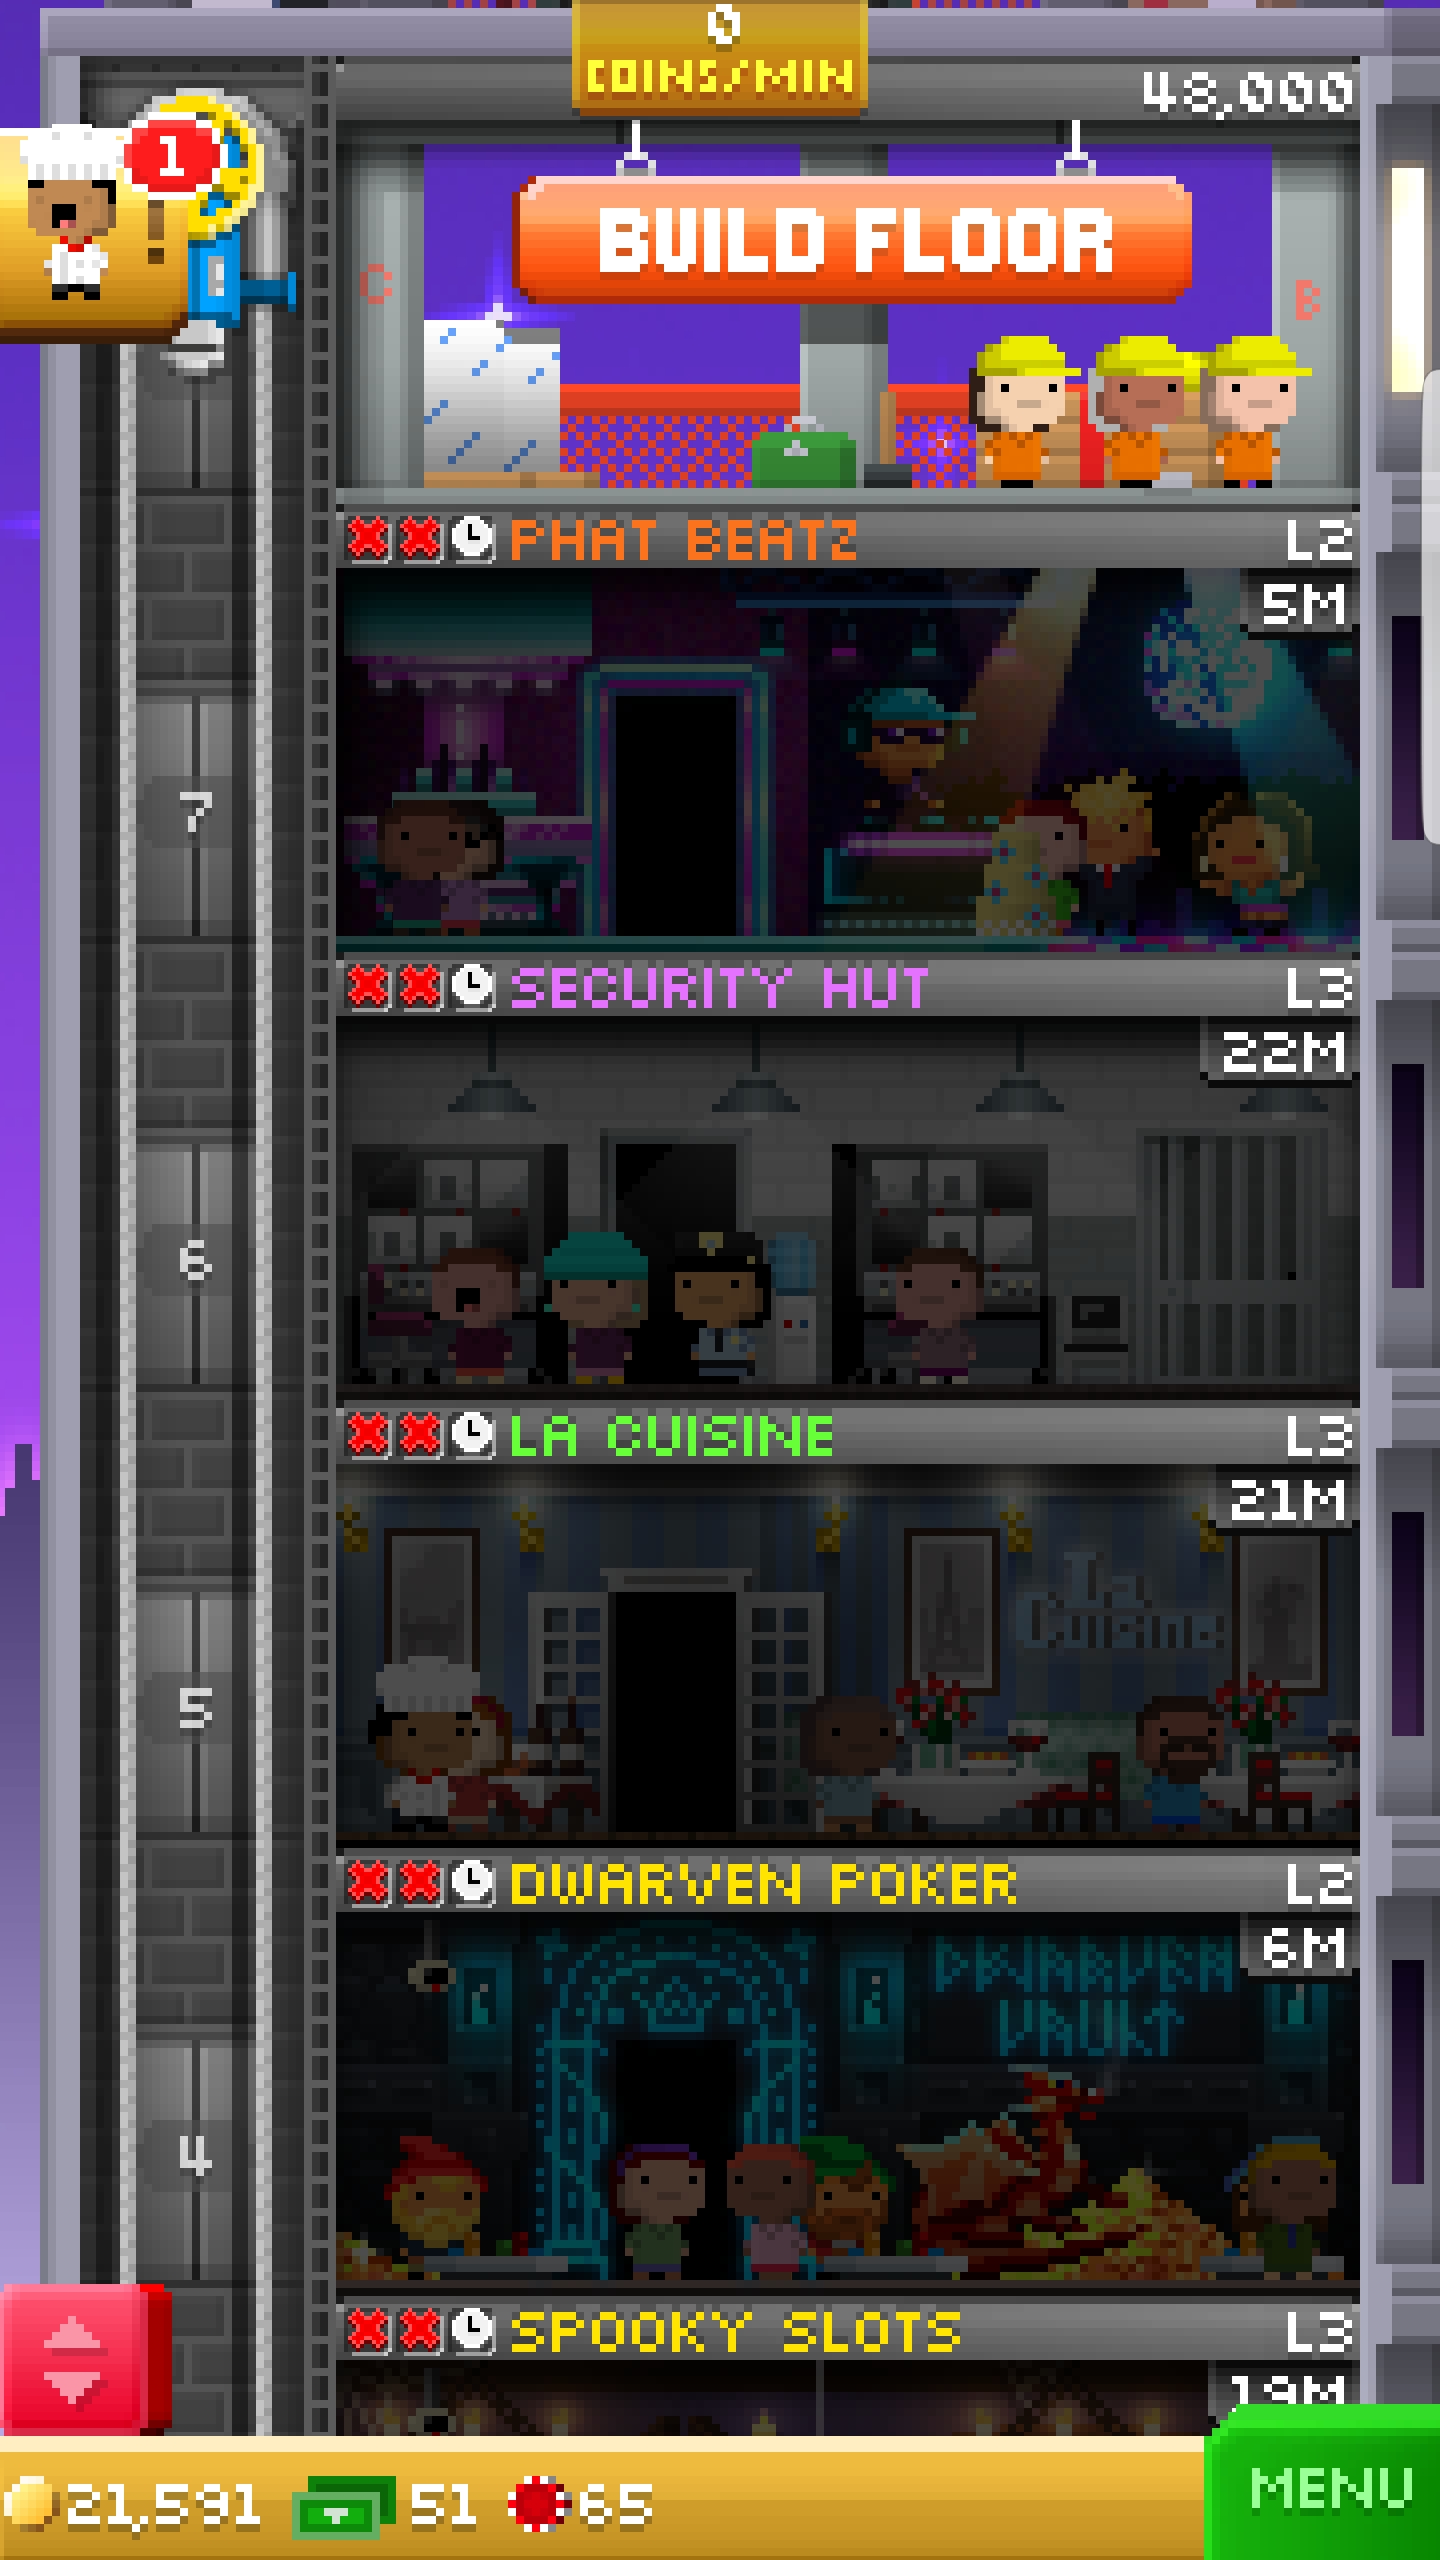 0
COINS/MIN
48,000
1
BUILD FLOOR
C
B
PHAT BEATZ L2
5M
7
SECURITY HUT L3
22M
6
LA CUISINE L3
21M
La
Cuisine
5
DWARVEN POKER L2
6M
DWARVEN
VAULT
4
SPOOKY SLOTS L3
19M
21,591 51 65
MENU